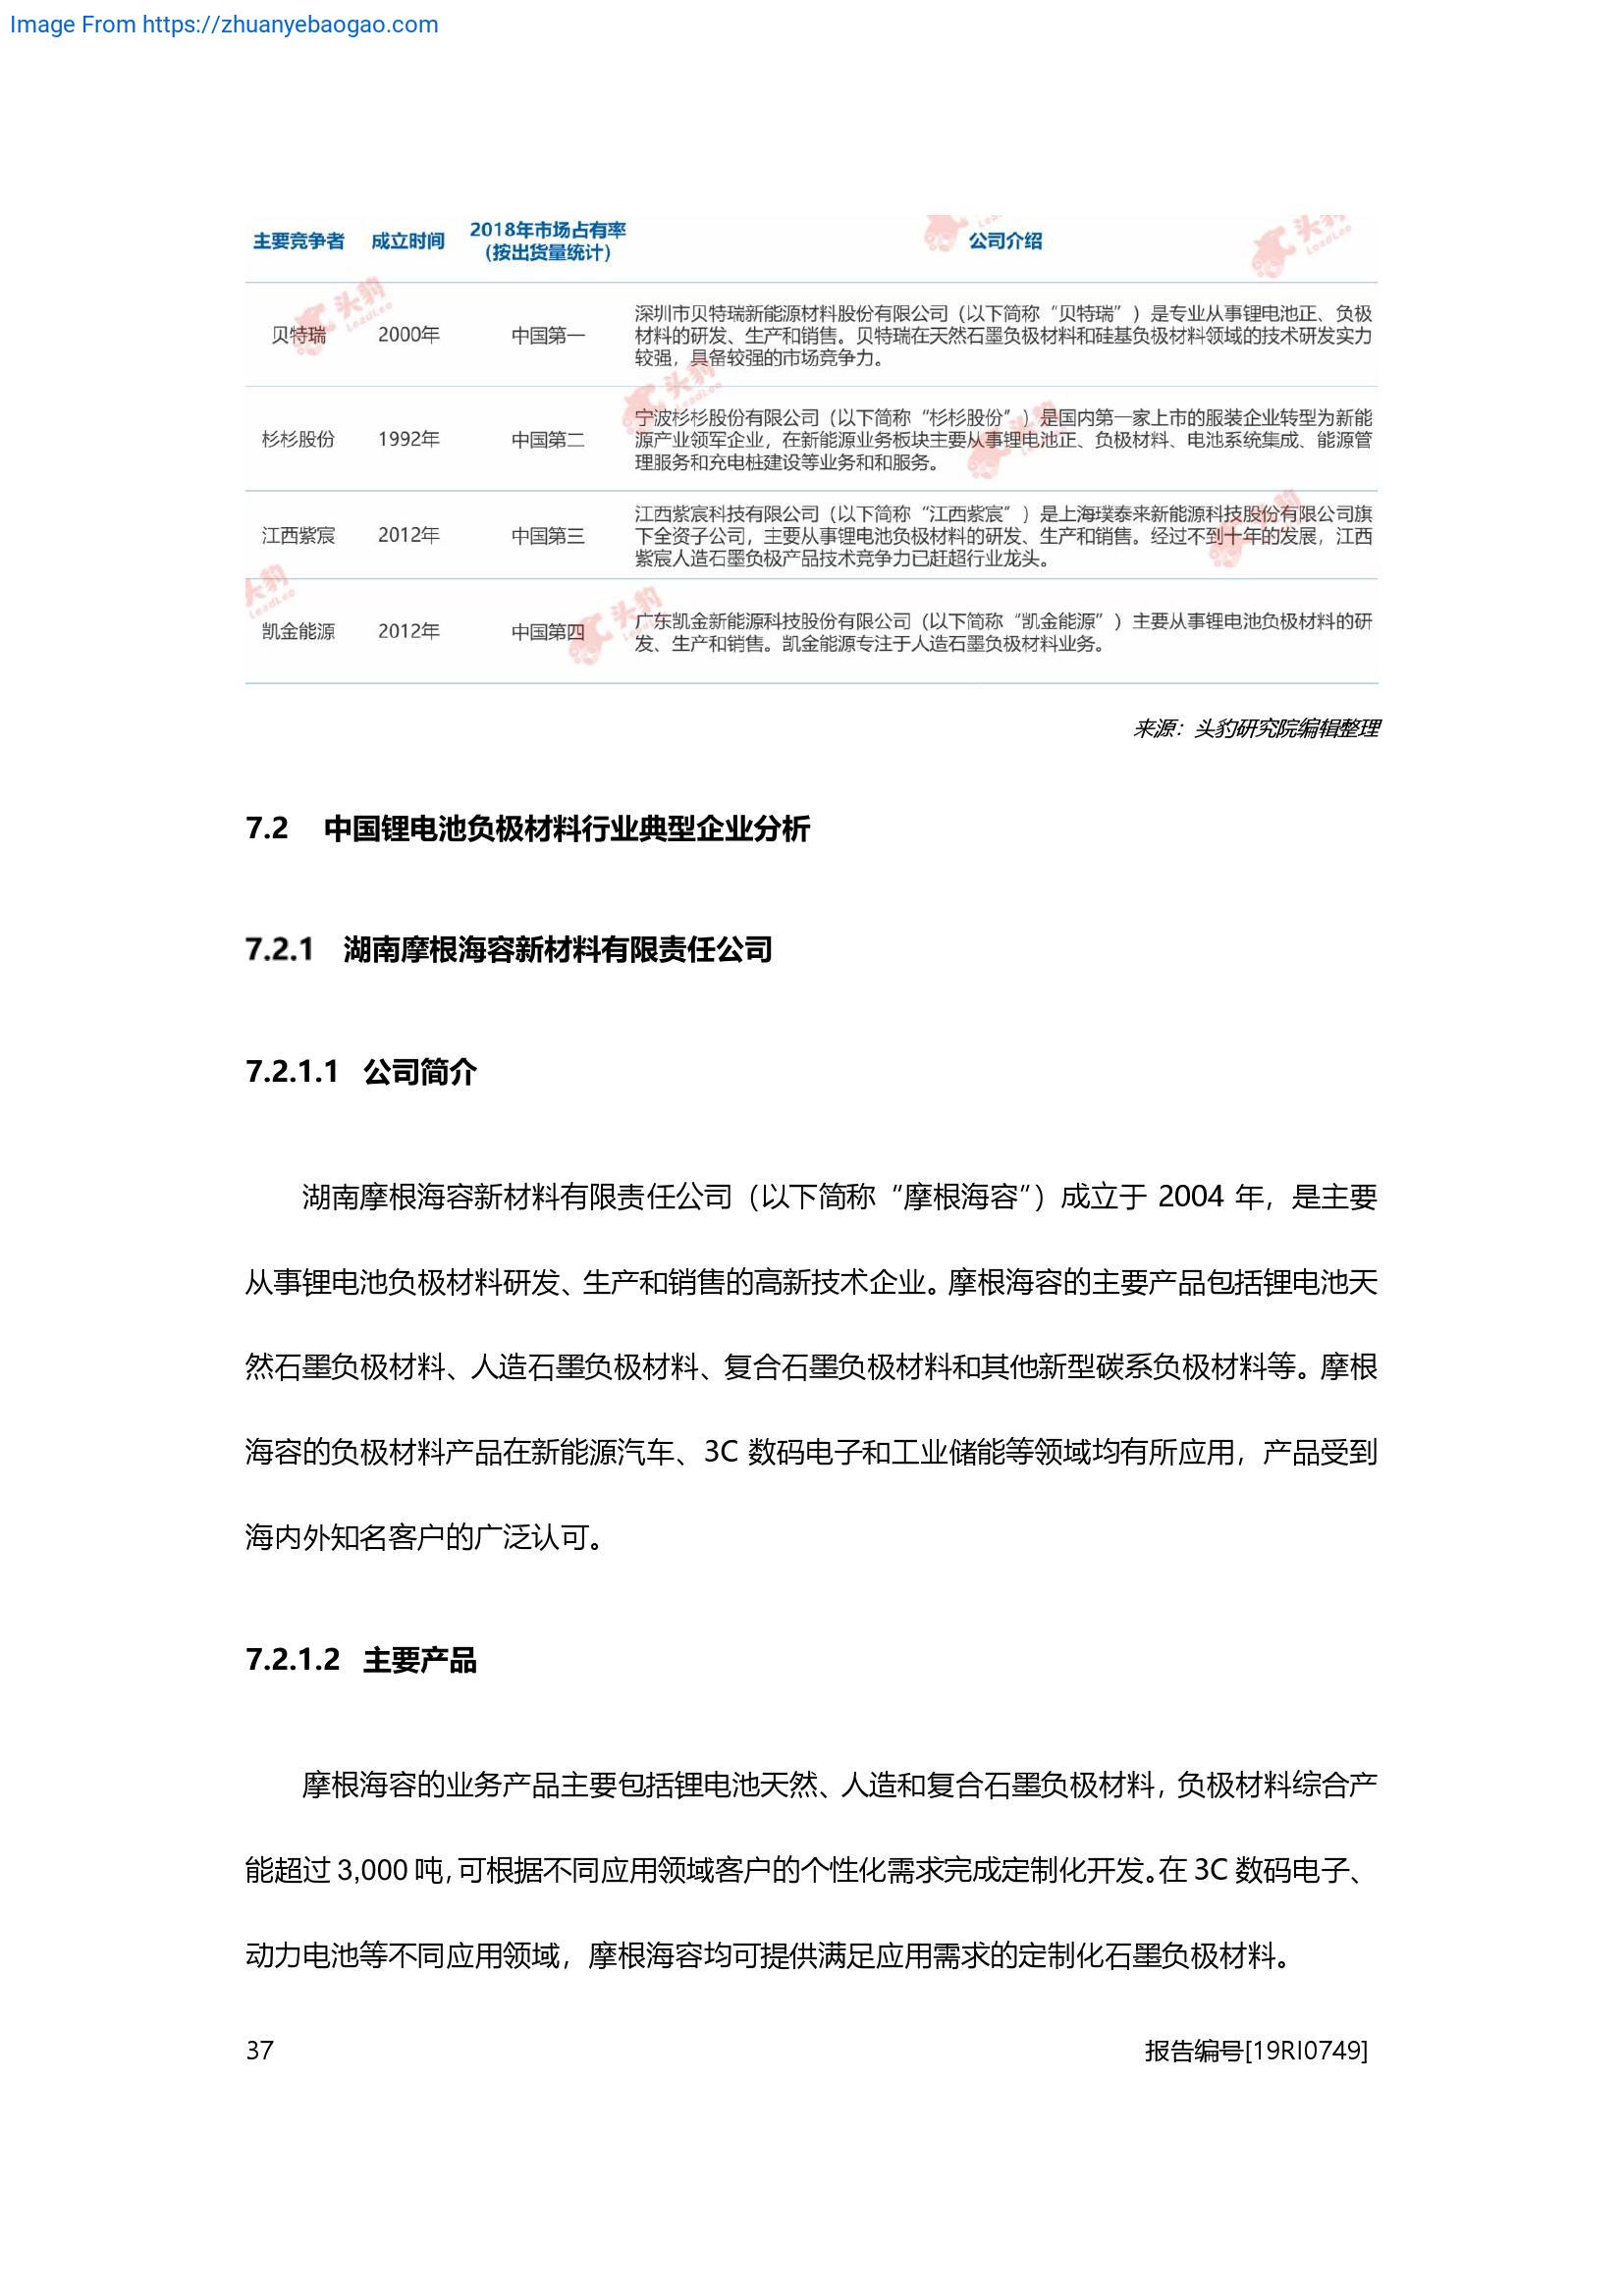 Image From https://zhuanyebaogao.com
主要竞争者 成立时间 2018年市场占有率 公司介绍
(按出货量统计)
贝特瑞 2000年 中国第一
深圳市贝特瑞新能源材料股份有限公司（以下简称“贝特瑞”）是专业从事锂电池正、负极
材料的研发、生产和销售。贝特瑞在天然石墨负极材料和硅基负极材料领域的技术研发实力
较强，具备较强的市场竞争力。
杉杉股份 1992年 中国第二
宁波杉杉股份有限公司（以下简称“杉杉股份”）是国内第一家上市的服装企业转型为新能
源产业领军企业，在新能源业务板块主要从事锂电池正、负极材料、电池系统集成、能源管
理服务和充电桩建设等业务和和服务。
江西紫宸 2012年 中国第三
江西紫宸科技有限公司（以下简称“江西紫宸”）是上海璞泰来新能源科技股份有限公司旗
下全资子公司，主要从事锂电池负极材料的研发、生产和销售。经过不到十年的发展，江西
紫宸人造石墨负极产品技术竞争力已赶超行业龙头。
凯金能源 2012年 中国第四
广东凯金新能源科技股份有限公司（以下简称“凯金能源”）主要从事锂电池负极材料的研
发、生产和销售。凯金能源专注于人造石墨负极材料业务。
头豹
LeadLeo
来源：头豹研究院编辑整理
7.2 中国锂电池负极材料行业典型企业分析
7.2.1 湖南摩根海容新材料有限责任公司
7.2.1.1 公司简介
湖南摩根海容新材料有限责任公司（以下简称“摩根海容”）成立于 2004 年，是主要
从事锂电池负极材料研发、生产和销售的高新技术企业。摩根海容的主要产品包括锂电池天
然石墨负极材料、人造石墨负极材料、复合石墨负极材料和其他新型碳系负极材料等。摩根
海容的负极材料产品在新能源汽车、3C 数码电子和工业储能等领域均有所应用，产品受到
海内外知名客户的广泛认可。
7.2.1.2 主要产品
摩根海容的业务产品主要包括锂电池天然、人造和复合石墨负极材料，负极材料综合产
能超过 3,000 吨，可根据不同应用领域客户的个性化需求完成定制化开发。在 3C 数码电子、
动力电池等不同应用领域，摩根海容均可提供满足应用需求的定制化石墨负极材料。
37 报告编号[19RI0749]